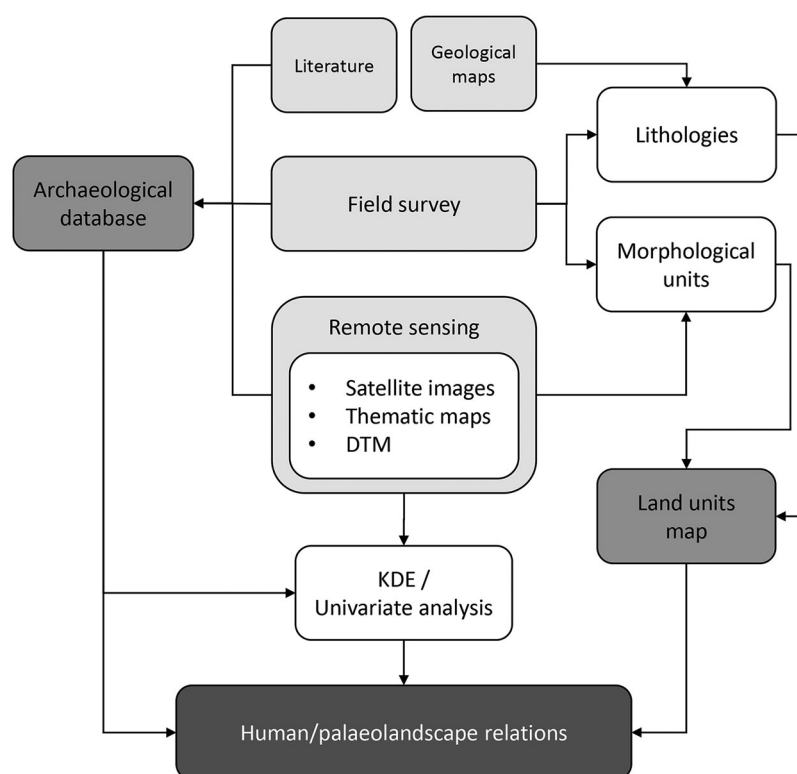 Literature
Geological
maps
Lithologies
Archaeological
database
Field survey
Morphological
units
Remote sensing
• Satellite images
• Thematic maps
• DTM
Land units
map
KDE /
Univariate analysis
Human/palaeolandscape relations